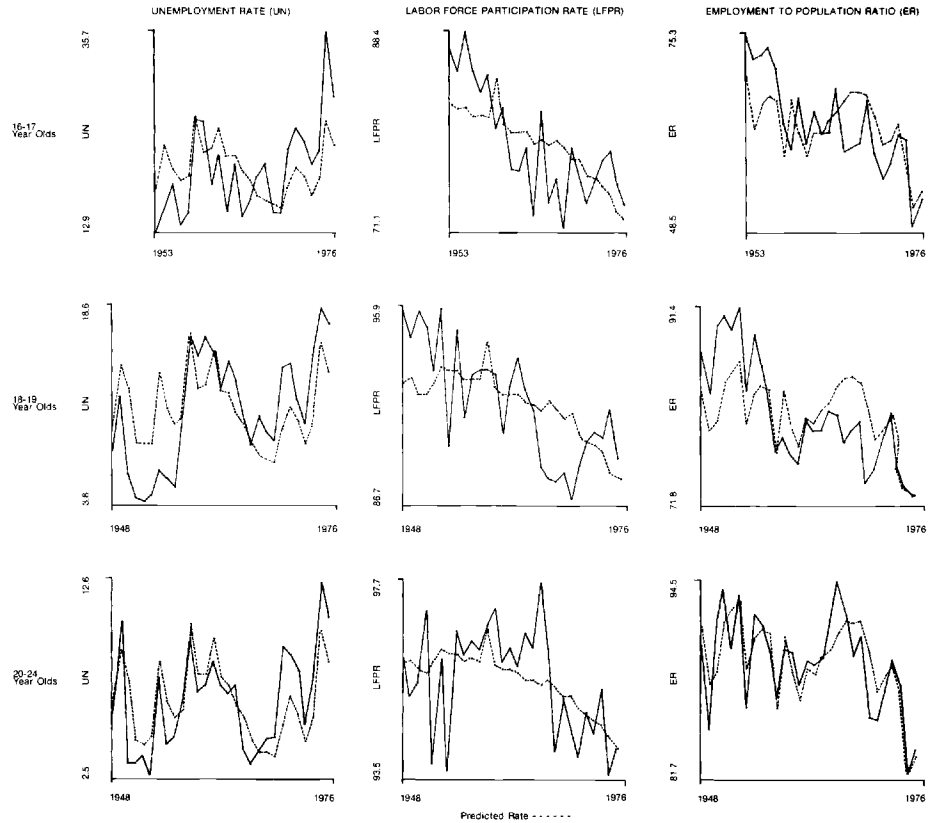 UNEMPLOYMENT RATE (UN)
LABOR FORCE PARTICIPATION RATE (LFPR)
EMPLOYMENT TO POPULATION RATIO (ER)
16-17
Year Olds
35.7
UN
12.9
1953
1976
88.4
LFPR
71.1
1953
1976
75.3
ER
48.5
1953
1976
18-19
Year Olds
18.6
UN
3.8
1948
1976
95.9
LFPR
86.7
1948
1976
91.4
ER
71.8
1948
1976
20-24
Year Olds
12.6
UN
2.5
1948
1976
97.7
LFPR
93.5
1948
1976
94.5
ER
81.7
1948
1976
Predicted Rate ------